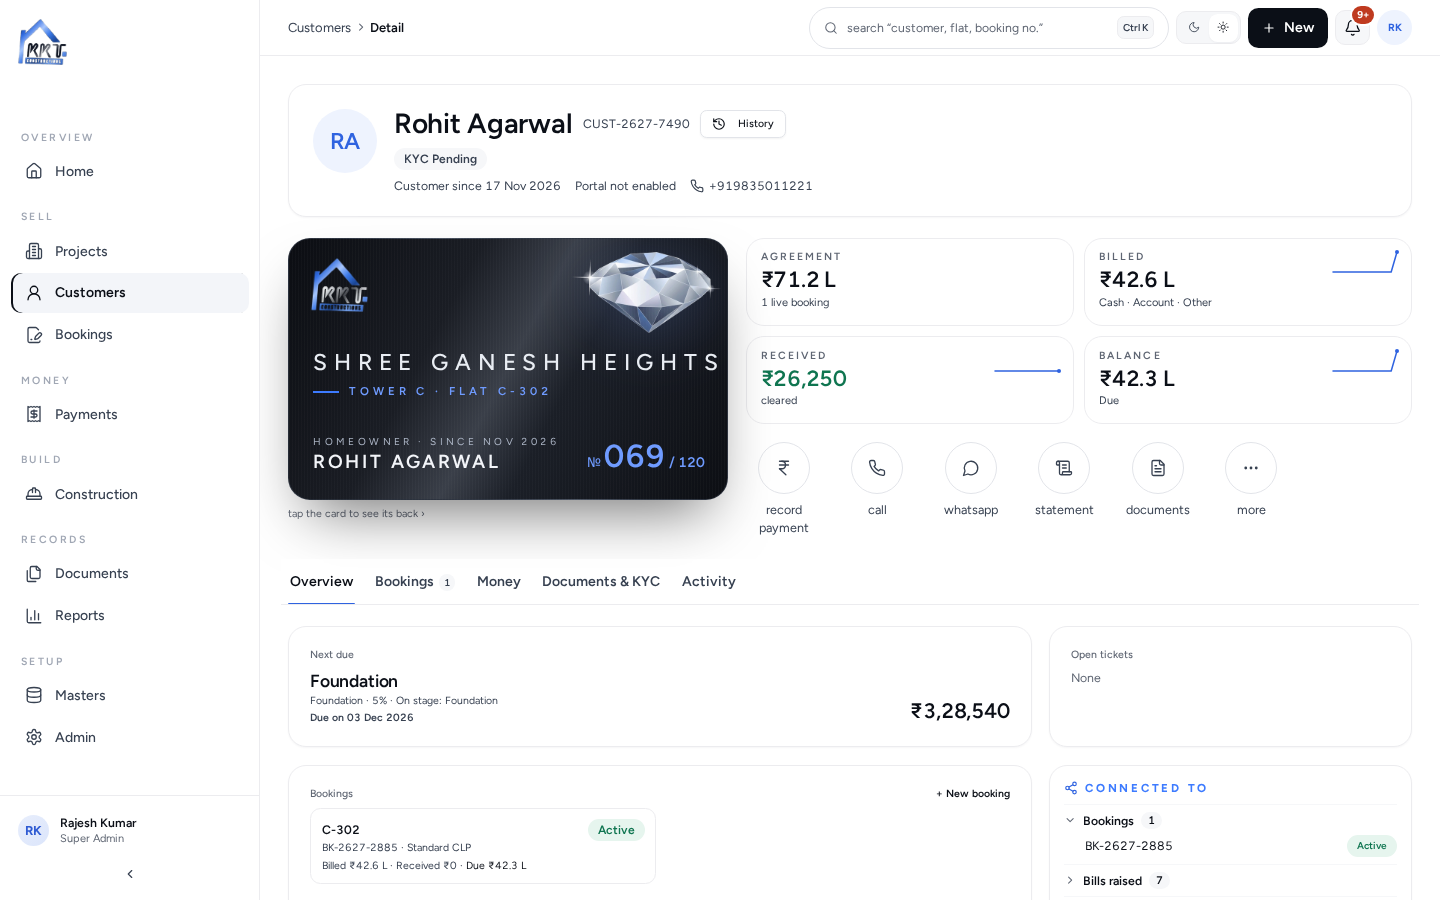 RKT
CONSTRUCTIONS
Customers > Detail
search “customer, flat, booking no.”
Ctrl K
+ New
9+
RK
OVERVIEW
Home
SELL
Projects
Customers
Bookings
MONEY
Payments
BUILD
Construction
RECORDS
Documents
Reports
SETUP
Masters
Admin
RK
Rajesh Kumar
Super Admin
RA
Rohit Agarwal CUST-2627-7490 History
KYC Pending
Customer since 17 Nov 2026 Portal not enabled +919835011221
RKT
CONSTRUCTIONS
SHREE GANESH HEIGHTS
TOWER C · FLAT C-302
HOMEOWNER · SINCE NOV 2026
ROHIT AGARWAL
№ 069 / 120
tap the card to see its back ›
AGREEMENT
₹71.2 L
1 live booking
BILLED
₹42.6 L
Cash · Account · Other
RECEIVED
₹26,250
cleared
BALANCE
₹42.3 L
Due
record
payment
call
whatsapp
statement
documents
more
Overview Bookings 1 Money Documents & KYC Activity
Next due
Foundation
Foundation · 5% · On stage: Foundation
Due on 03 Dec 2026
₹3,28,540
Open tickets
None
Bookings
+ New booking
C-302
Active
BK-2627-2885 · Standard CLP
Billed ₹42.6 L · Received ₹0 · Due ₹42.3 L
CONNECTED TO
Bookings 1
BK-2627-2885
Active
Bills raised 7